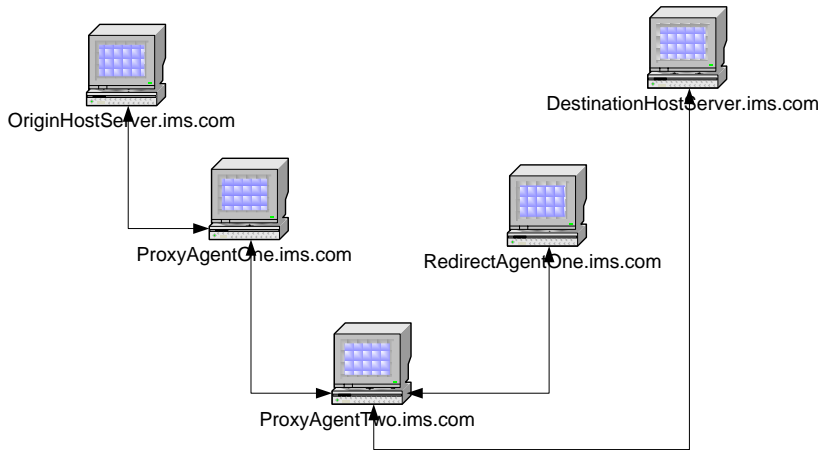 OriginHostServer.ims.com
DestinationHostServer.ims.com
ProxyAgentOne.ims.com
RedirectAgentOne.ims.com
ProxyAgentTwo.ims.com